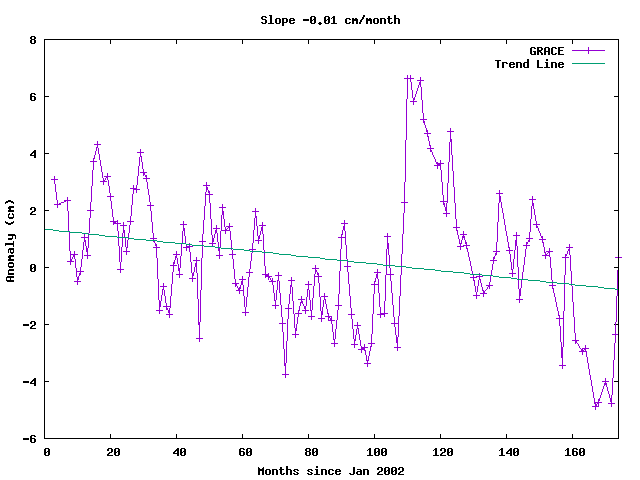 Slope -0.01 cm/month
GRACE
Trend Line
8
6
4
2
0
-2
-4
-6
Anomaly (cm)
0 20 40 60 80 100 120 140 160
Months since Jan 2002